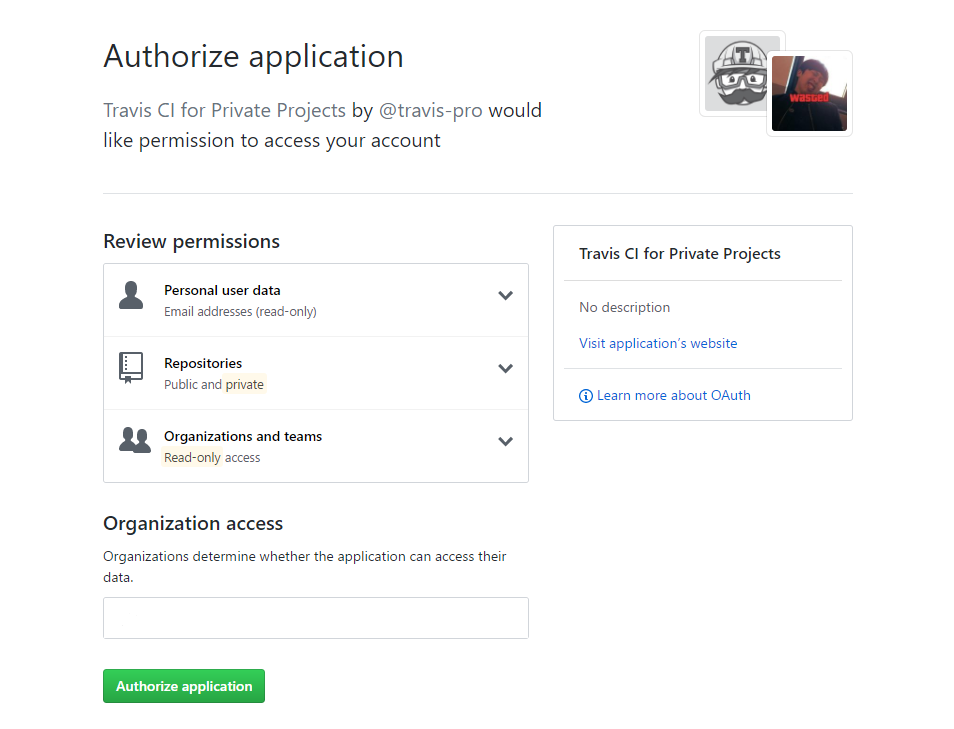 Authorize application
Travis CI for Private Projects by @travis-pro would
like permission to access your account
T
wasted
Review permissions
Personal user data
Email addresses (read-only)
Repositories
Public and private
Organizations and teams
Read-only access
Organization access
Organizations determine whether the application can access their
data.
Authorize application
Travis CI for Private Projects
No description
Visit application’s website
Learn more about OAuth